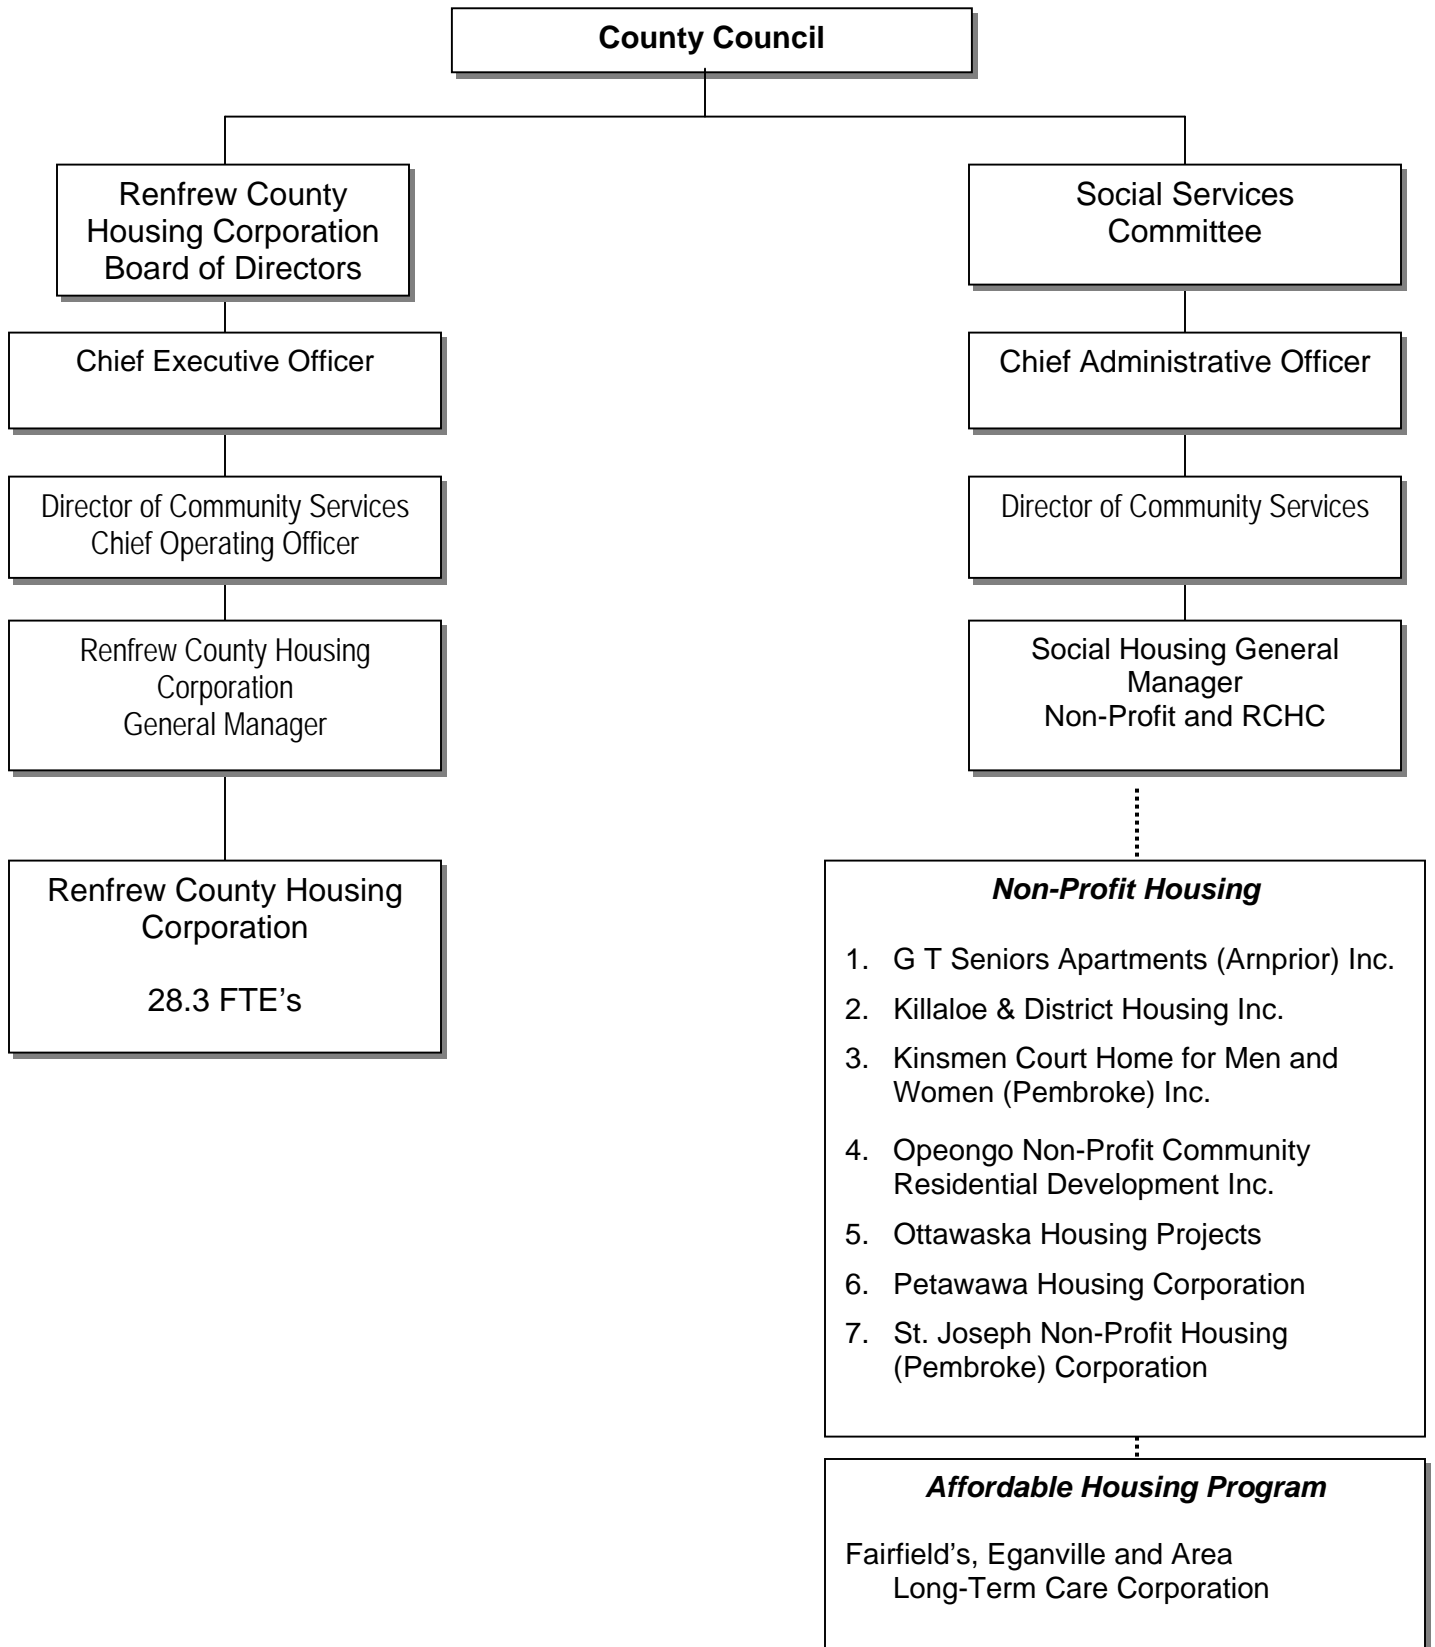 County Council
Renfrew County
Housing Corporation
Board of Directors
Chief Executive Officer
Director of Community Services
Chief Operating Officer
Renfrew County Housing
Corporation
General Manager
Renfrew County Housing
Corporation
28.3 FTE's
Social Services
Committee
Chief Administrative Officer
Director of Community Services
Social Housing General
Manager
Non-Profit and RCHC
Non-Profit Housing
1. G T Seniors Apartments (Arnprior) Inc.
2. Killaloe & District Housing Inc.
3. Kinsmen Court Home for Men and
Women (Pembroke) Inc.
4. Opeongo Non-Profit Community
Residential Development Inc.
5. Ottawaska Housing Projects
6. Petawawa Housing Corporation
7. St. Joseph Non-Profit Housing
(Pembroke) Corporation
Affordable Housing Program
Fairfield's, Eganville and Area
Long-Term Care Corporation